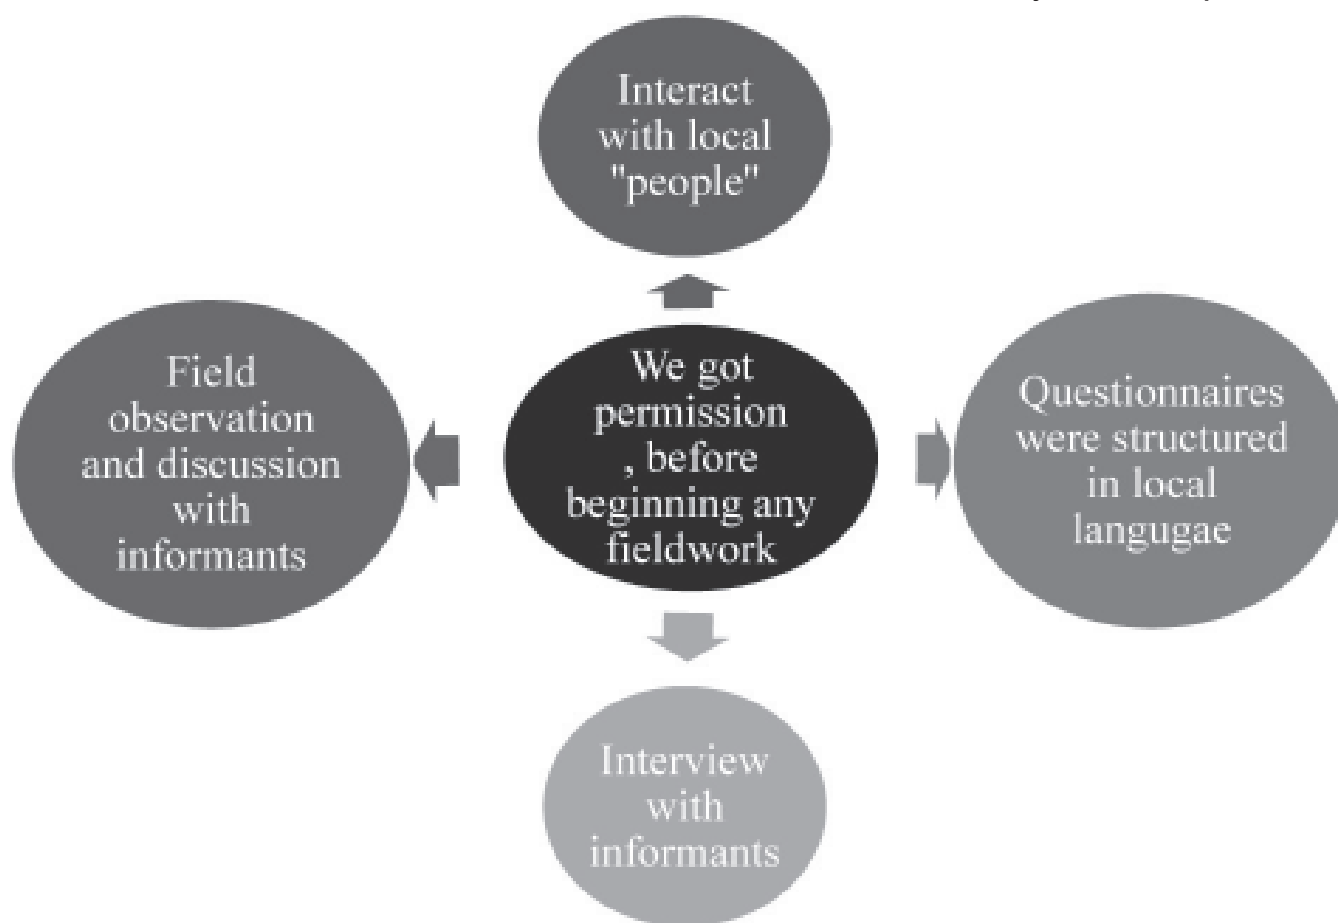 Interact
with local
"people"
Field
observation
and discussion
with
informants
We got
permission
, before
beginning any
fieldwork
Questionnaires
were structured
in local
langugae
Interview
with
informants